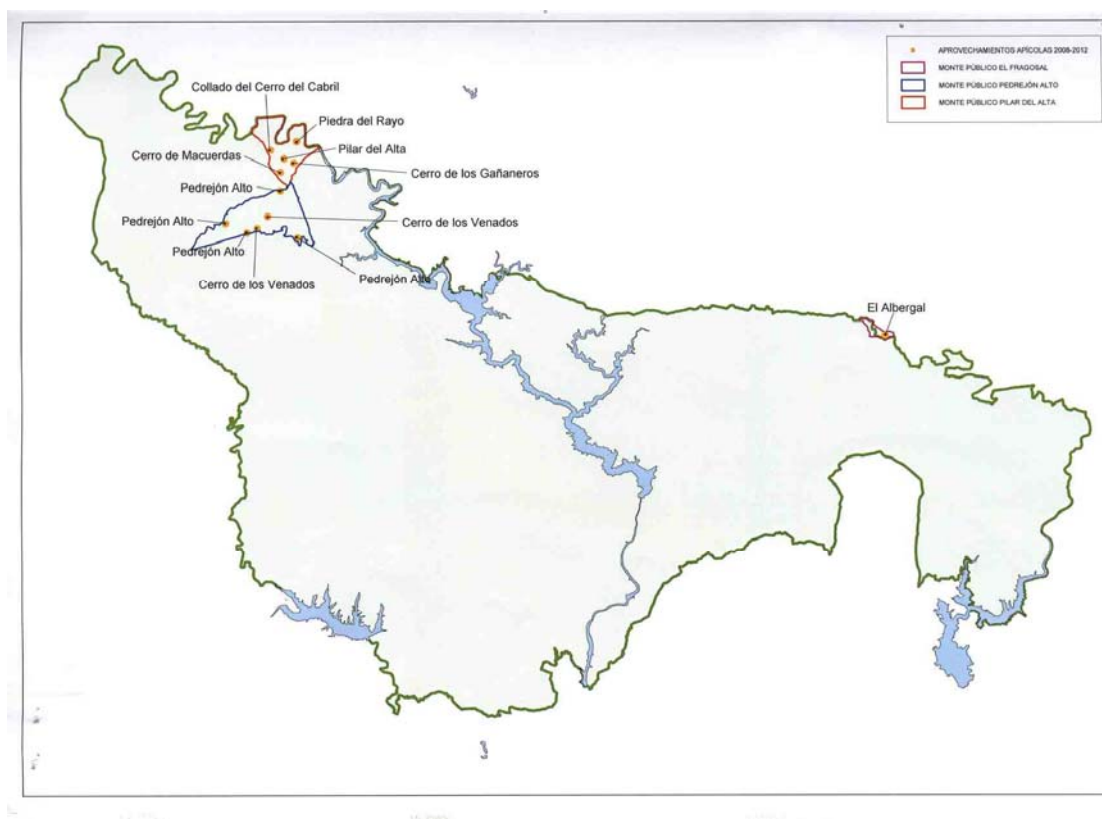 APROVECHAMIENTOS APÍCOLAS 2008-2012
MONTE PÚBLICO EL FRAGOSAL
MONTE PÚBLICO PEDREJÓN ALTO
MONTE PÚBLICO PILAR DEL ALTA
Collado del Cerro del Cabril
Piedra del Rayo
Pilar del Alta
Cerro de Macuerdas
Cerro de los Gañaneros
Pedrejón Alto
Pedrejón Alto
Cerro de los Venados
Pedrejón Alto
Pedrejón Alto
Cerro de los Venados
El Albergal